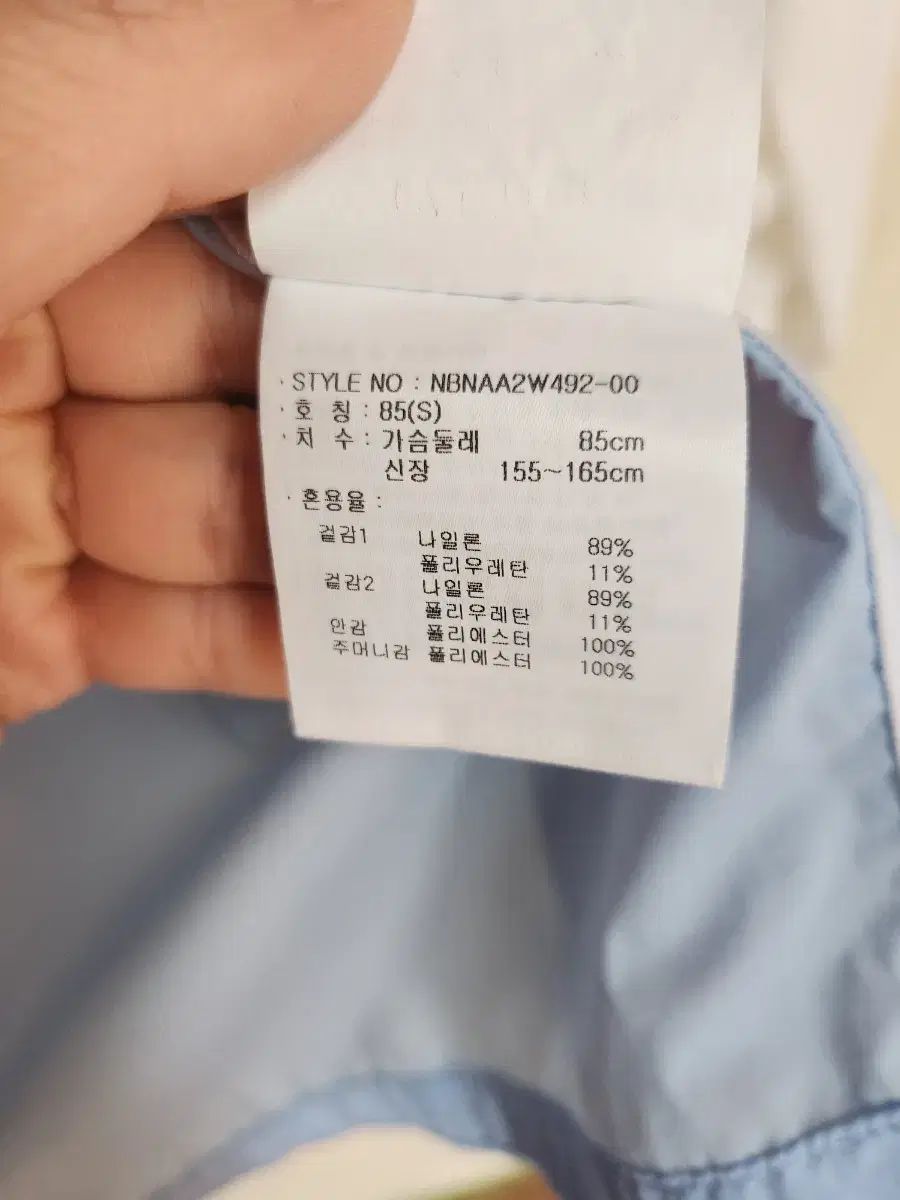 · STYLE NO : NBNAA2W492-00
· 호 칭 : 85(S)
· 치 수 : 가슴둘레 85cm
신장 155~165cm
· 혼용율 :
겉감1 나일론 89%
폴리우레탄 11%
겉감2 나일론 89%
폴리우레탄 11%
안감 폴리에스터 100%
주머니감 폴리에스터 100%